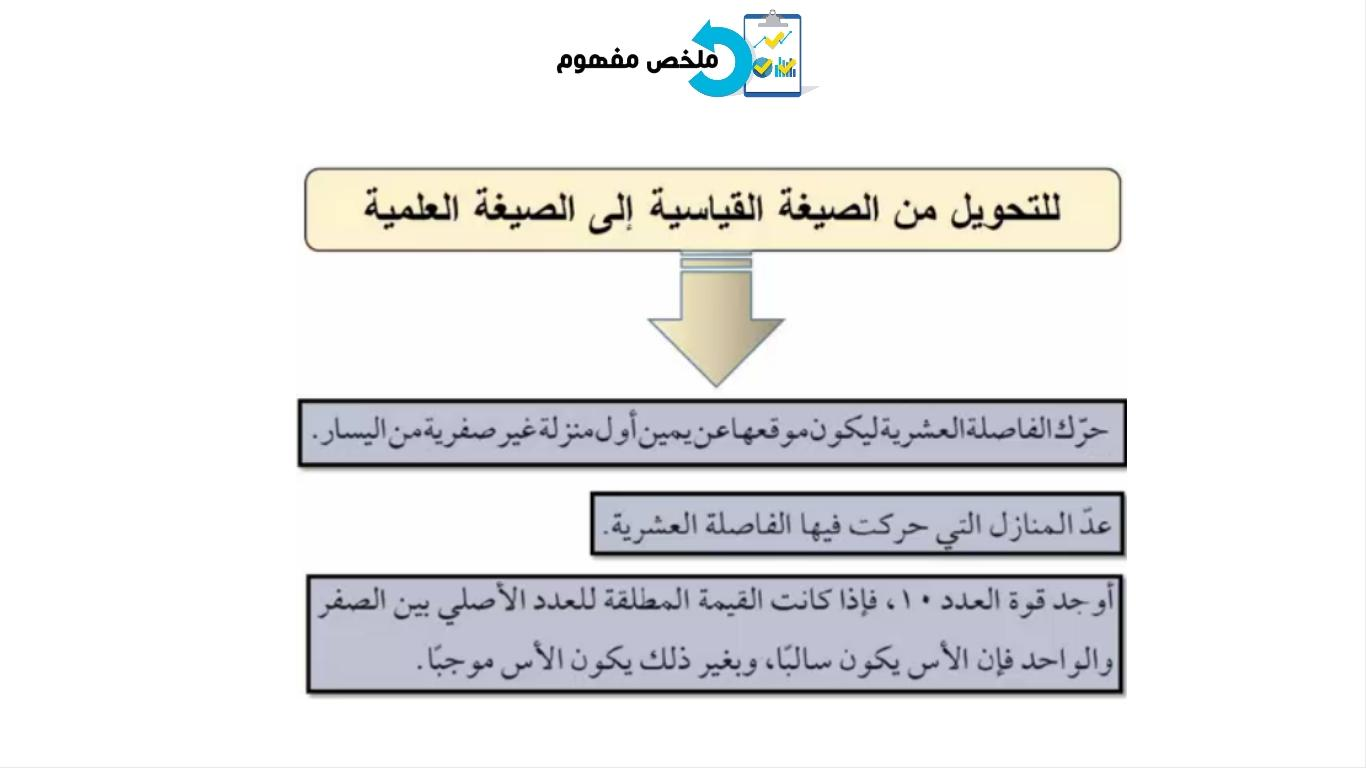 ملخص مفهوم
للتحويل من الصيغة القياسية إلى الصيغة العلمية
حرّك الفاصلة العشرية ليكون موقعها عن يمين أول منزلة غير صفرية من اليسار.
عدّ المنازل التي حركت فيها الفاصلة العشرية.
أوجد قوة العدد ١٠، فإذا كانت القيمة المطلقة للعدد الأصلي بين الصفر
والواحد فإن الأس يكون سالبًا، وبغير ذلك يكون الأس موجبًا.